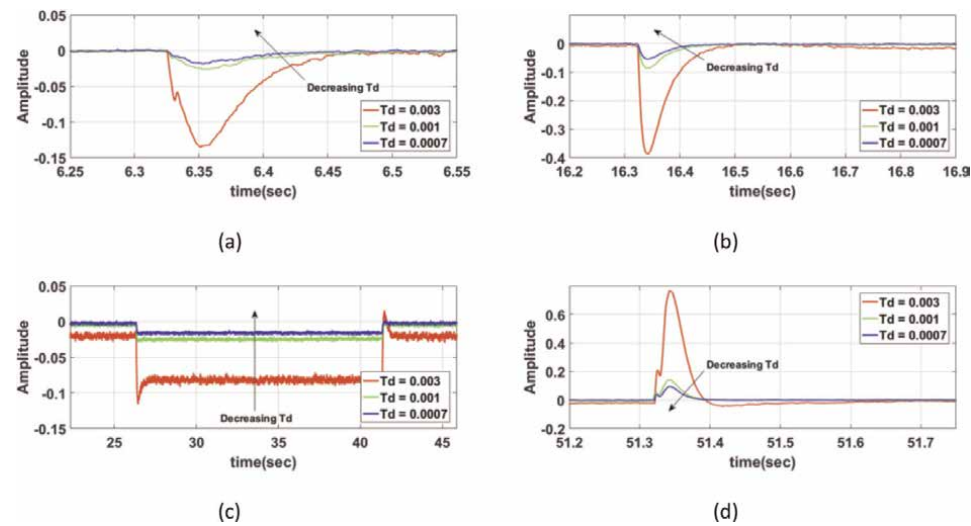 0.05
0
-0.05
-0.1
-0.15
Amplitude
Decreasing Td
Td = 0.003
Td = 0.001
Td = 0.0007
6.25 6.3 6.35 6.4 6.45 6.5 6.55
time(sec)
(a)
0
-0.1
-0.2
-0.3
-0.4
Amplitude
Decreasing Td
Td = 0.003
Td = 0.001
Td = 0.0007
16.2 16.3 16.4 16.5 16.6 16.7 16.8 16.9
time(sec)
(b)
0.05
0
-0.05
-0.1
-0.15
Amplitude
Decreasing Td
Td = 0.003
Td = 0.001
Td = 0.0007
25 30 35 40 45
time(sec)
(c)
0.6
0.4
0.2
0
-0.2
Amplitude
Td = 0.003
Td = 0.001
Td = 0.0007
Decreasing Td
51.2 51.3 51.4 51.5 51.6 51.7
time(sec)
(d)